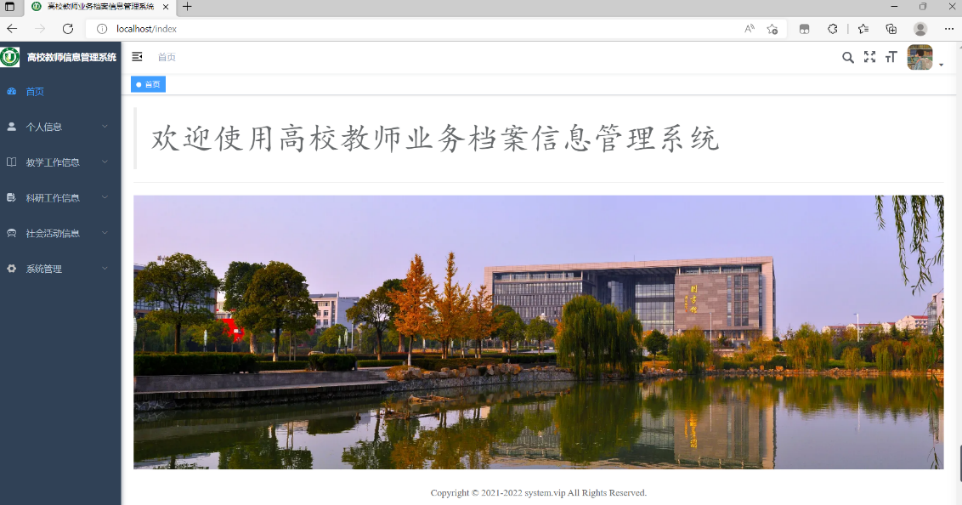 高校教师业务档案信息管理系统
localhost/index
高校教师信息管理系统
首页
首页
个人信息
教学工作信息
科研工作信息
社会活动信息
系统管理
首页
欢迎使用高校教师业务档案信息管理系统
Copyright © 2021-2022 system.vip All Rights Reserved.